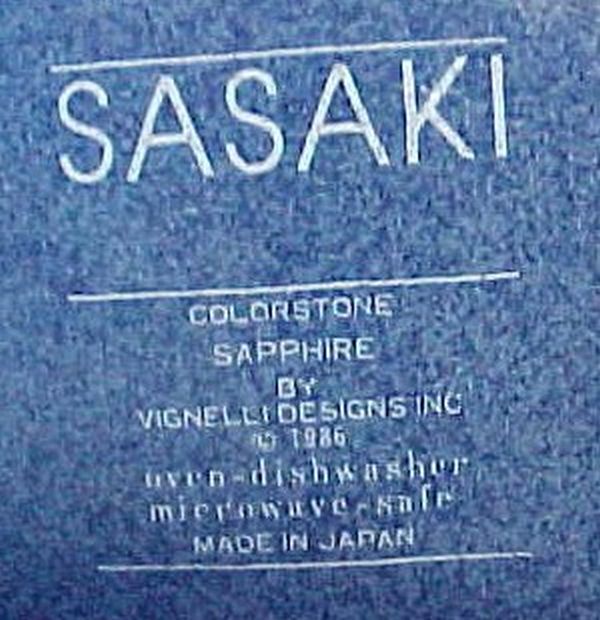 SASAKI
COLORSTONE
SAPPHIRE
BY
VIGNELLI DESIGNS INC
© 1986
oven-dishwasher
microwave-safe
MADE IN JAPAN